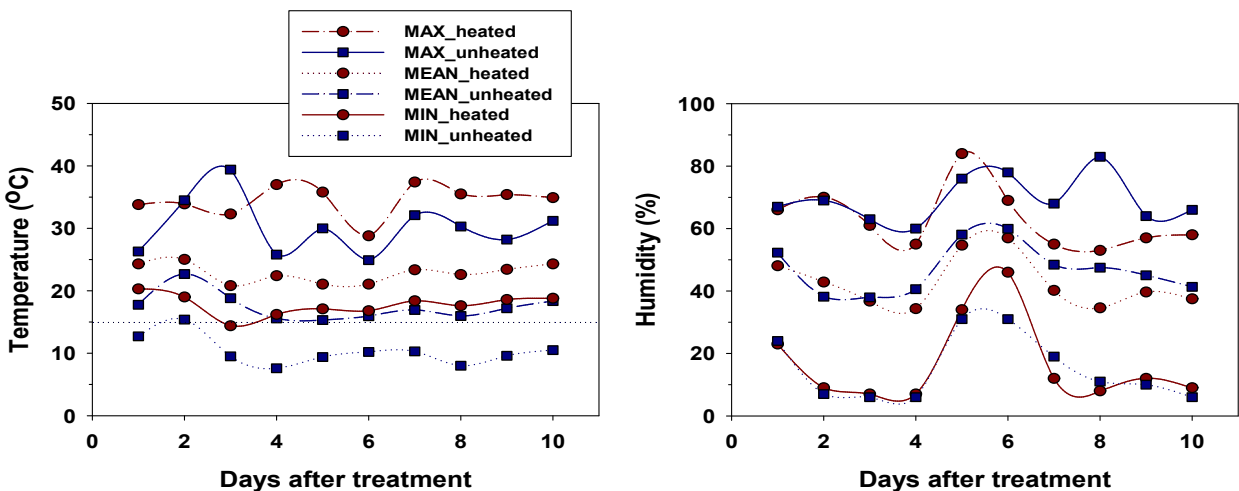 MAX_heated
MAX_unheated
MEAN_heated
MEAN_unheated
MIN_heated
MIN_unheated
Temperature (ºC)
50
40
30
20
10
0
0 2 4 6 8 10
Days after treatment
Humidity (%)
100
80
60
40
20
0
0 2 4 6 8 10
Days after treatment